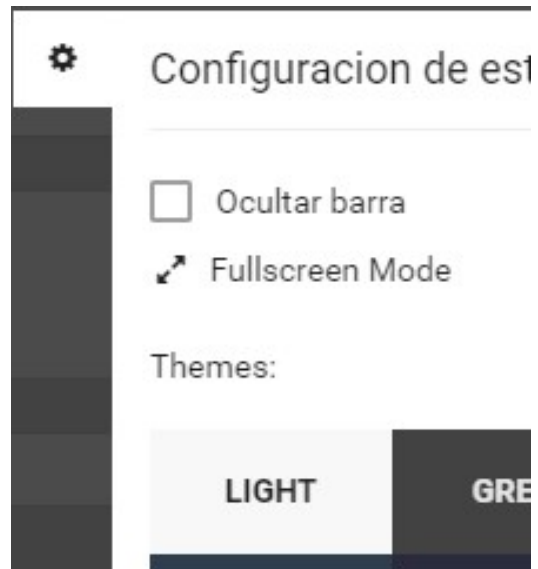 Configuracion de est
Ocultar barra
Fullscreen Mode
Themes:
LIGHT GRE